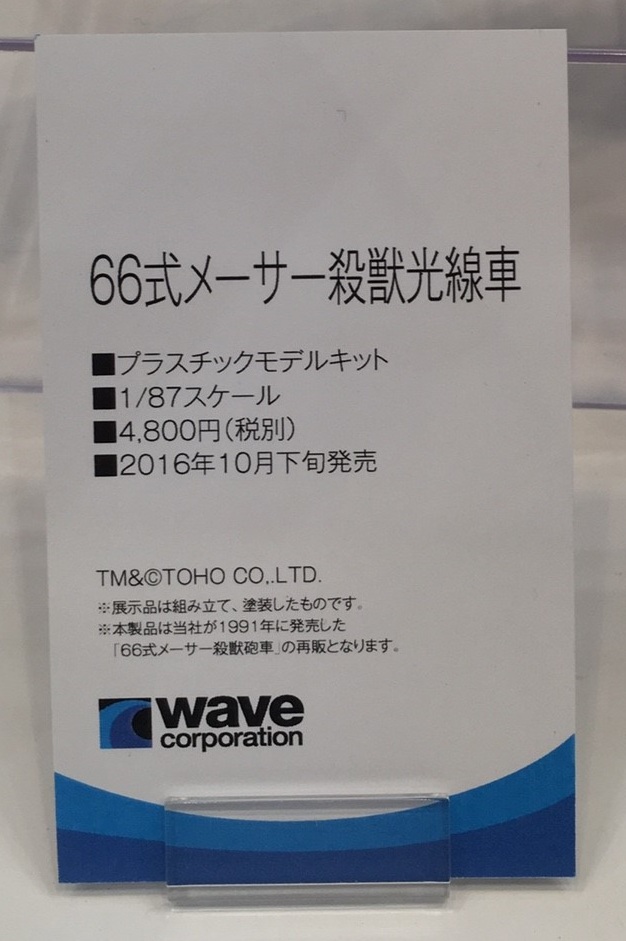 66式メーサー殺獣光線車
■プラスチックモデルキット
■1/87スケール
■4,800円(税別)
■2016年10月下旬発売
TM&©TOHO CO,.LTD.
※展示品は組み立て、塗装したものです。
※本製品は当社が1991年に発売した
「66式メーサー殺獣砲車」の再販となります。
wave
corporation